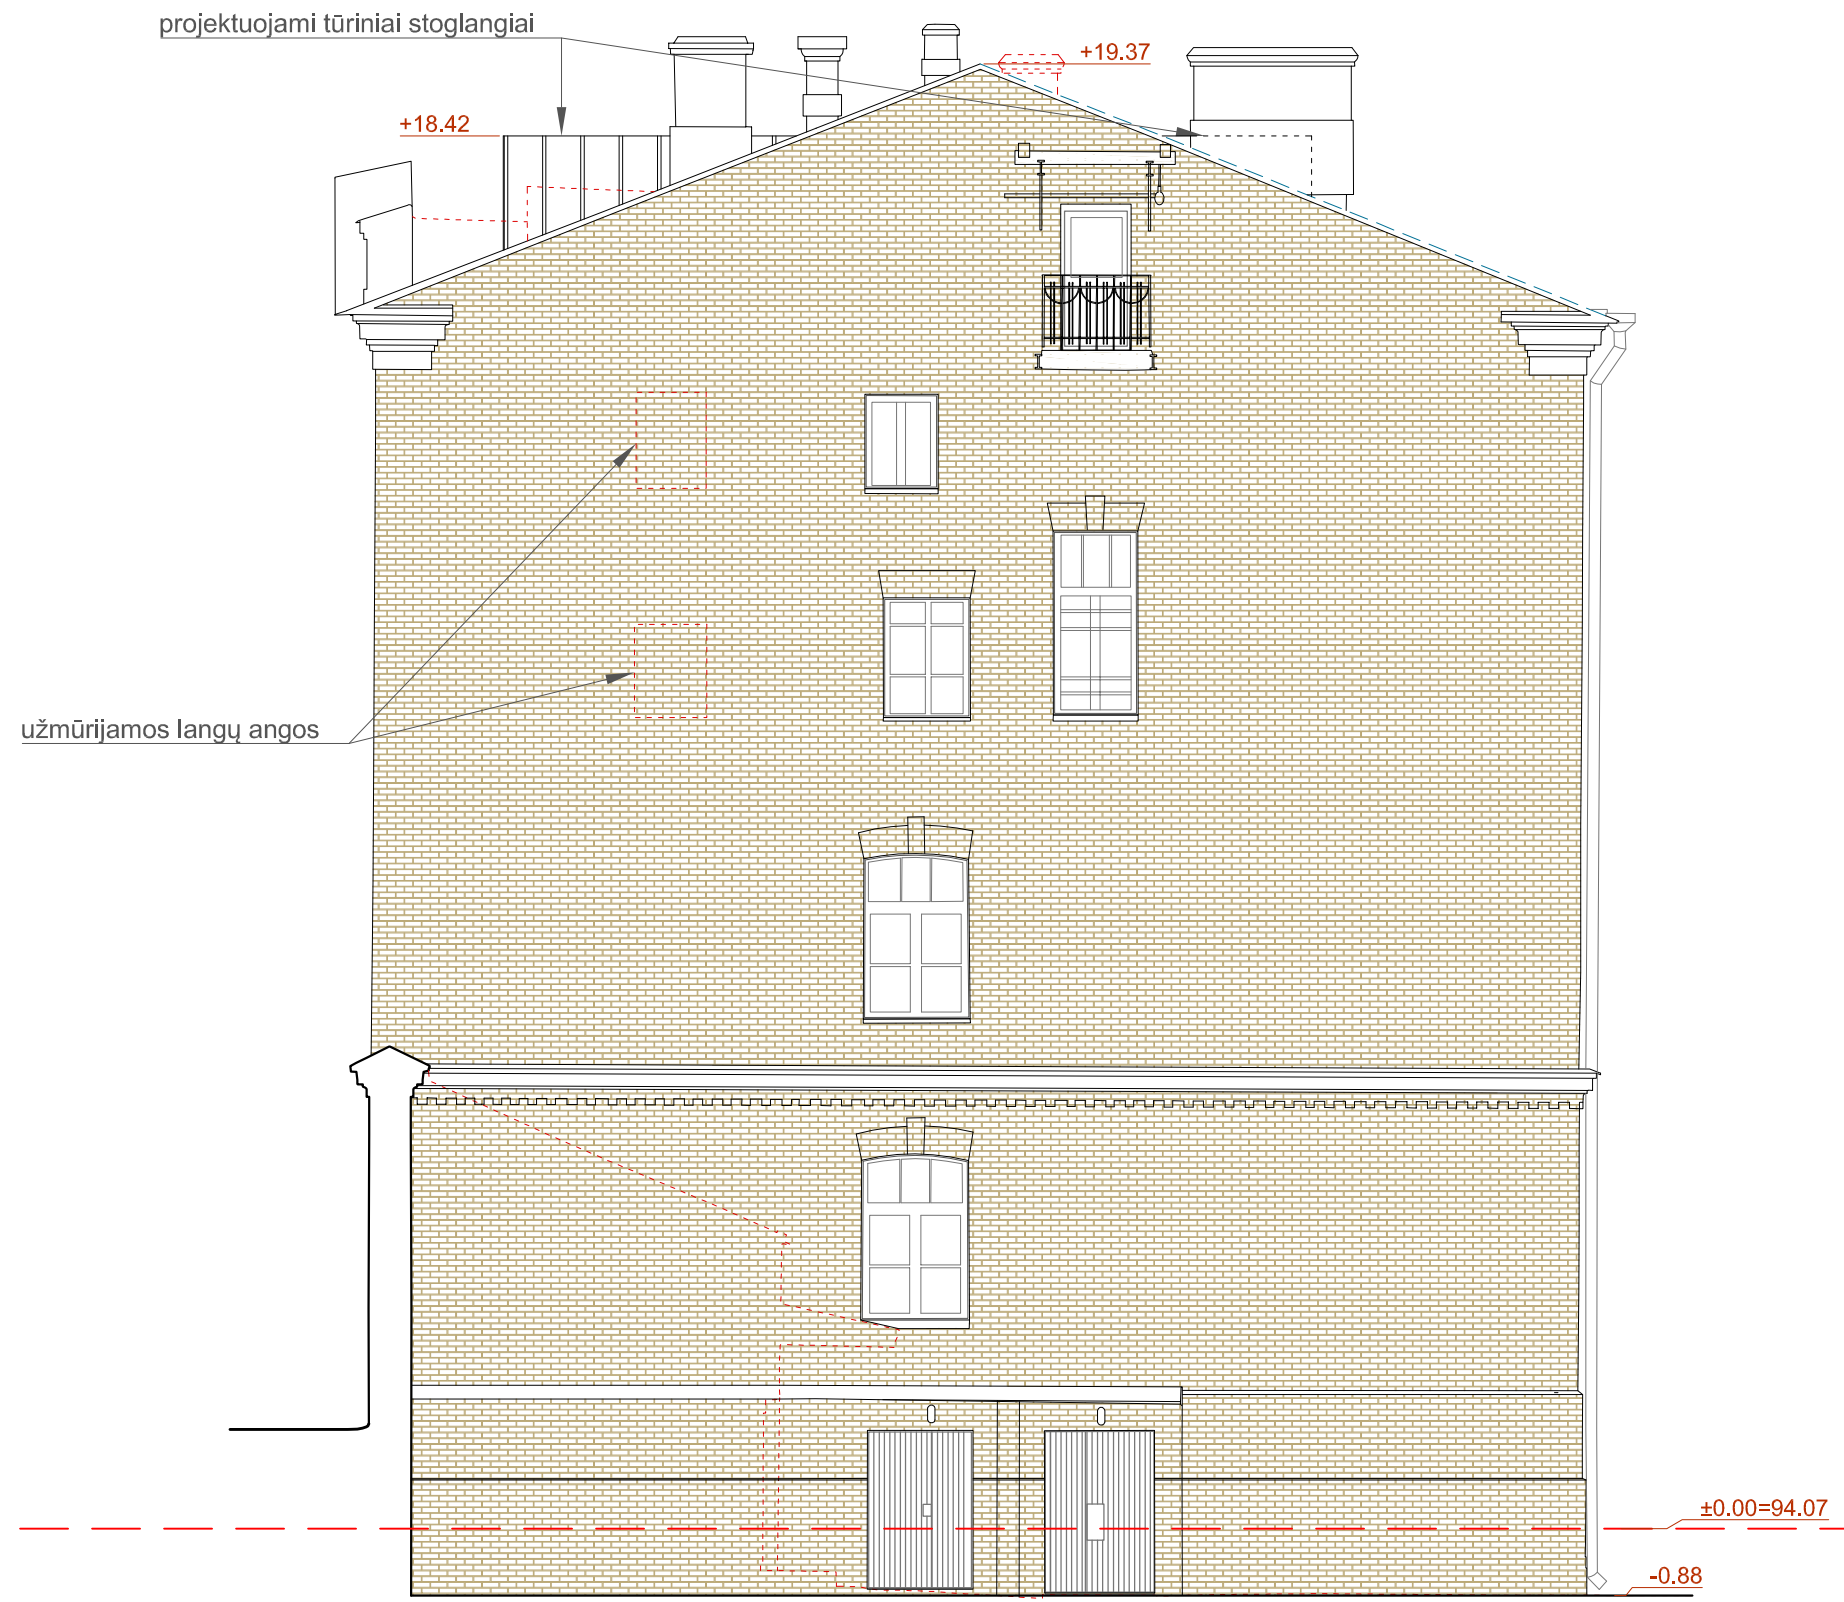 projektuojami tūriniai stoglangiai
+19.37
+18.42
užmūrijamos langų angos
±0.00=94.07
-0.88